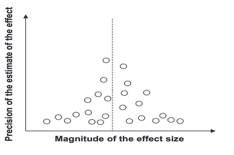 Precision of the estimate of the effect
Magnitude of the effect size